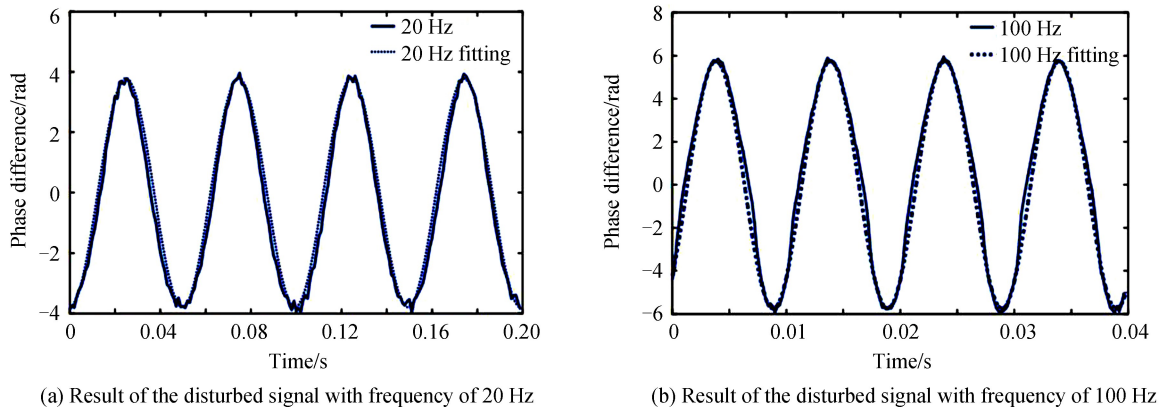 6
4
2
0
−2
−4
Phase difference/rad
20 Hz
20 Hz fitting
0
0.04
0.08
0.12
0.16
0.20
Time/s
(a) Result of the disturbed signal with frequency of 20 Hz
8
6
4
2
0
−2
−4
−6
Phase difference/rad
100 Hz
100 Hz fitting
0
0.01
0.02
0.03
0.04
Time/s
(b) Result of the disturbed signal with frequency of 100 Hz